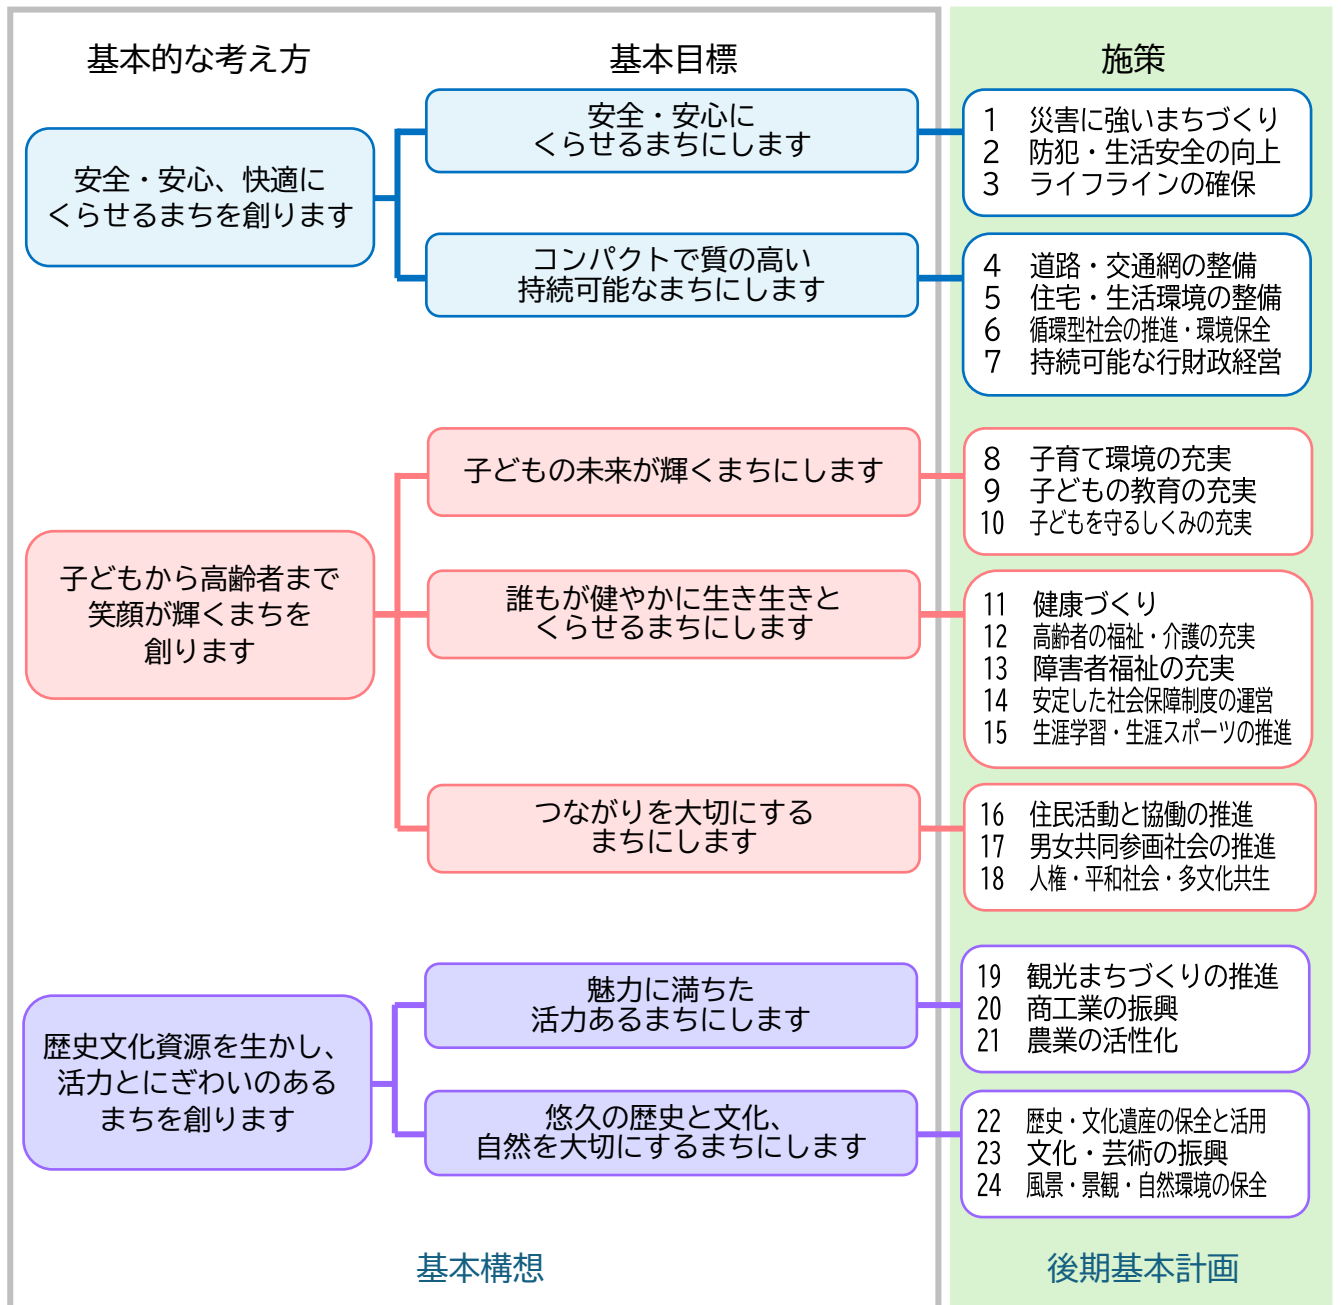 基本的な考え方
基本目標
施策
安全・安心、快適に
くらせるまちを創ります
安全・安心に
くらせるまちにします
1 災害に強いまちづくり
2 防犯・生活安全の向上
3 ライフラインの確保
コンパクトで質の高い
持続可能なまちにします
4 道路・交通網の整備
5 住宅・生活環境の整備
6 循環型社会の推進・環境保全
7 持続可能な行財政経営
子どもから高齢者まで
笑顔が輝くまちを
創ります
子どもの未来が輝くまちにします
8 子育て環境の充実
9 子どもの教育の充実
10 子どもを守るしくみの充実
誰もが健やかに生き生きと
くらせるまちにします
11 健康づくり
12 高齢者の福祉・介護の充実
13 障害者福祉の充実
14 安定した社会保障制度の運営
15 生涯学習・生涯スポーツの推進
つながりを大切にする
まちにします
16 住民活動と協働の推進
17 男女共同参画社会の推進
18 人権・平和社会・多文化共生
歴史文化資源を生かし、
活力とにぎわいのある
まちを創ります
魅力に満ちた
活力あるまちにします
19 観光まちづくりの推進
20 商工業の振興
21 農業の活性化
悠久の歴史と文化、
自然を大切にするまちにします
22 歴史・文化遺産の保全と活用
23 文化・芸術の振興
24 風景・景観・自然環境の保全
基本構想
後期基本計画